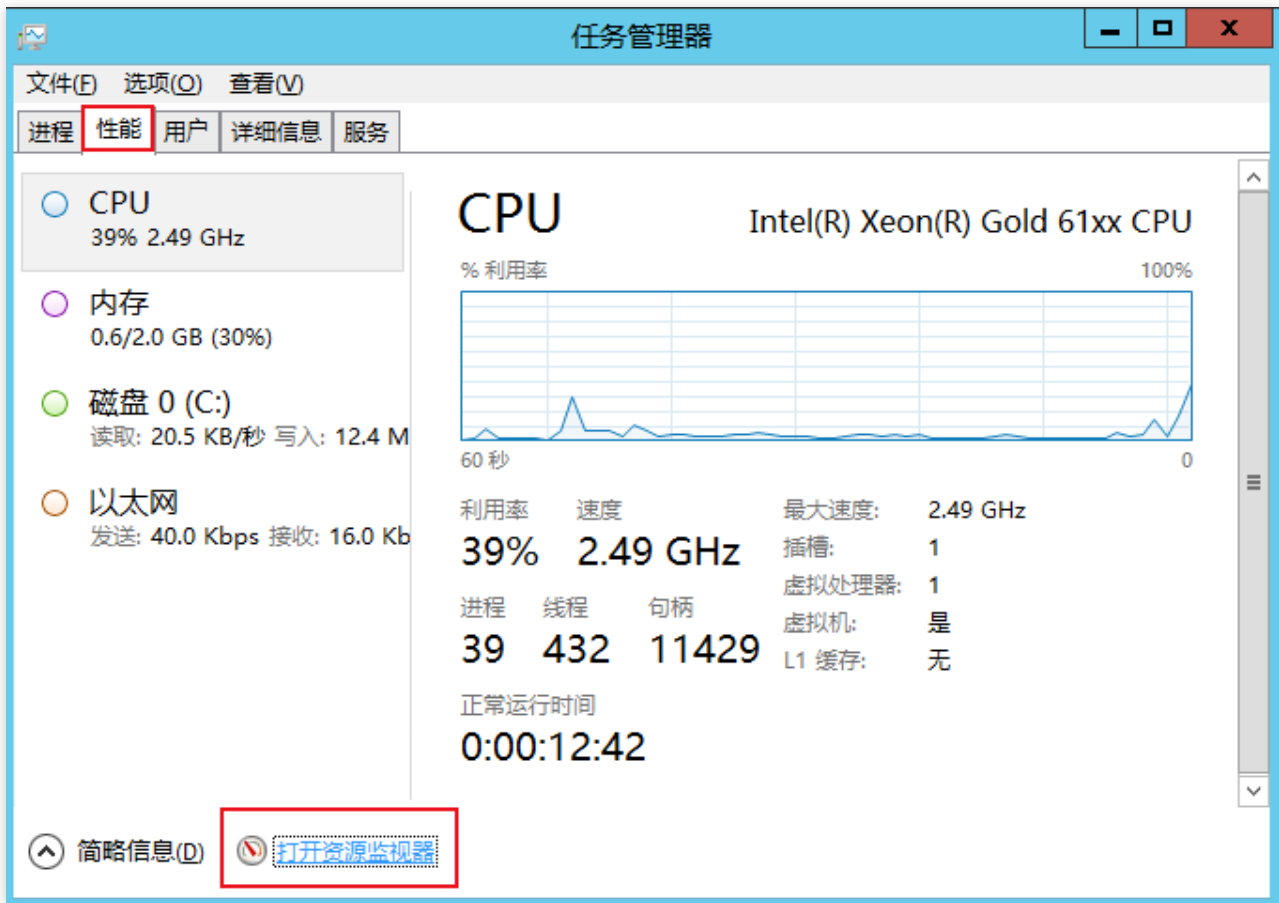 任务管理器
文件(F) 选项(O) 查看(V)
进程 性能 用户 详细信息 服务
CPU
39% 2.49 GHz
内存
0.6/2.0 GB (30%)
磁盘 0 (C:)
读取: 20.5 KB/秒 写入: 12.4 M
以太网
发送: 40.0 Kbps 接收: 16.0 Kb
CPU Intel(R) Xeon(R) Gold 61xx CPU
% 利用率 100%
60 秒 0
利用率 速度
39% 2.49 GHz
进程 线程 句柄
39 432 11429
正常运行时间
0:00:12:42
最大速度: 2.49 GHz
插槽: 1
虚拟处理器: 1
虚拟机: 是
L1 缓存: 无
简略信息(D) 打开资源监视器